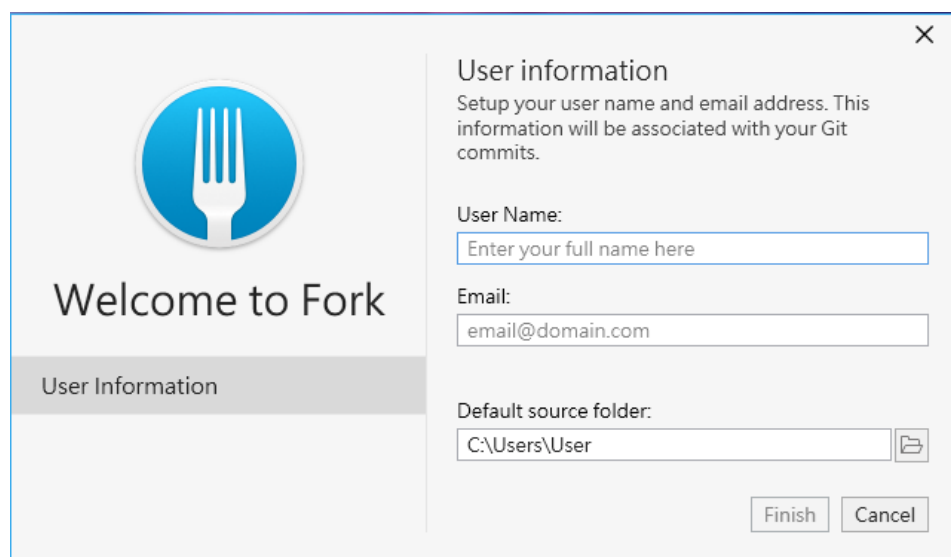 Welcome to Fork
User Information
User information
Setup your user name and email address. This
information will be associated with your Git
commits.
User Name:
Enter your full name here
Email:
email@domain.com
Default source folder:
C:\Users\User
Finish
Cancel